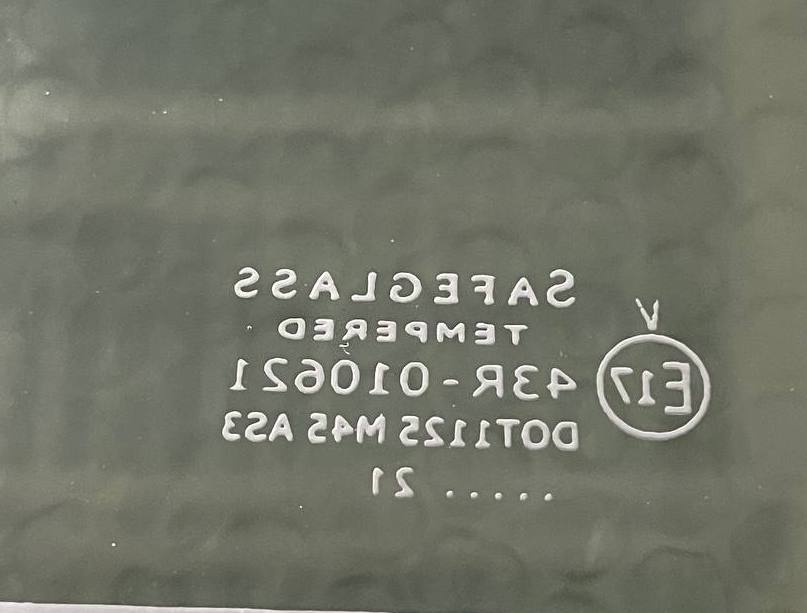 V
E17
SAFEGLASS
TEMPERED
43R-010621
DOT1125 M45 AS3
..... 21